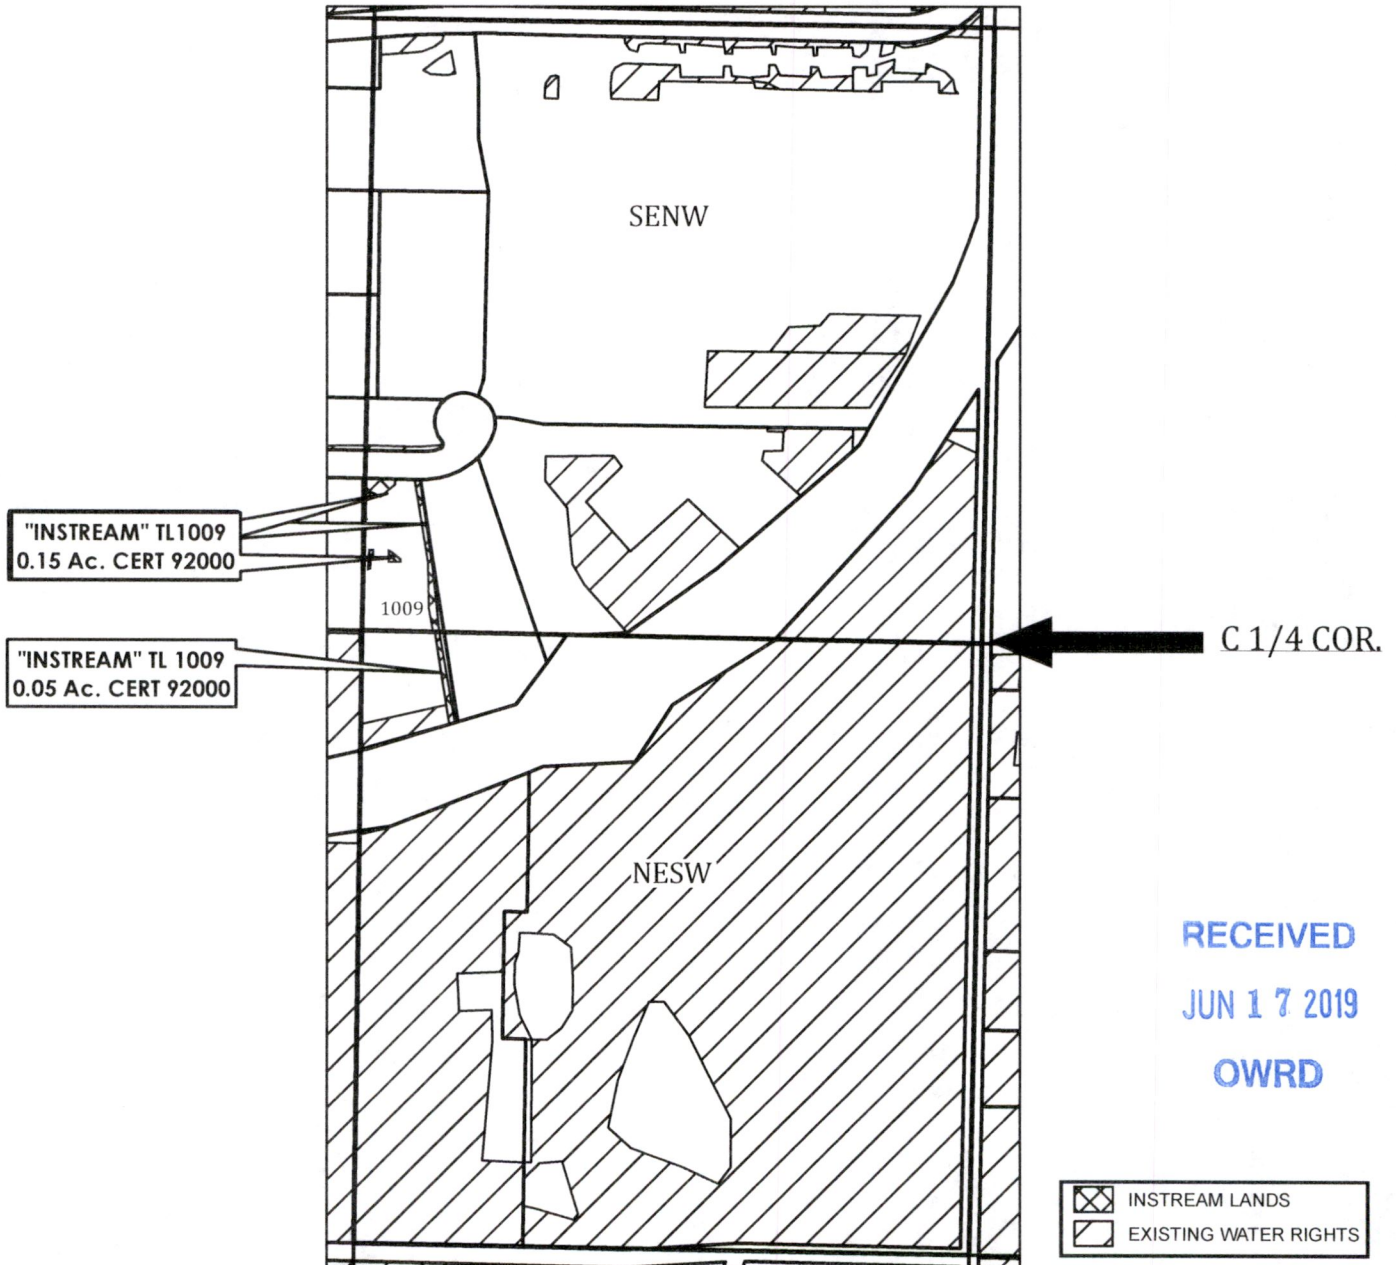 SENW
"INSTREAM" TL1009
0.15 Ac. CERT 92000
1009
"INSTREAM" TL 1009
0.05 Ac. CERT 92000
C 1/4 COR.
NESW
RECEIVED
JUN 17 2019
OWRD
INSTREAM LANDS
EXISTING WATER RIGHTS